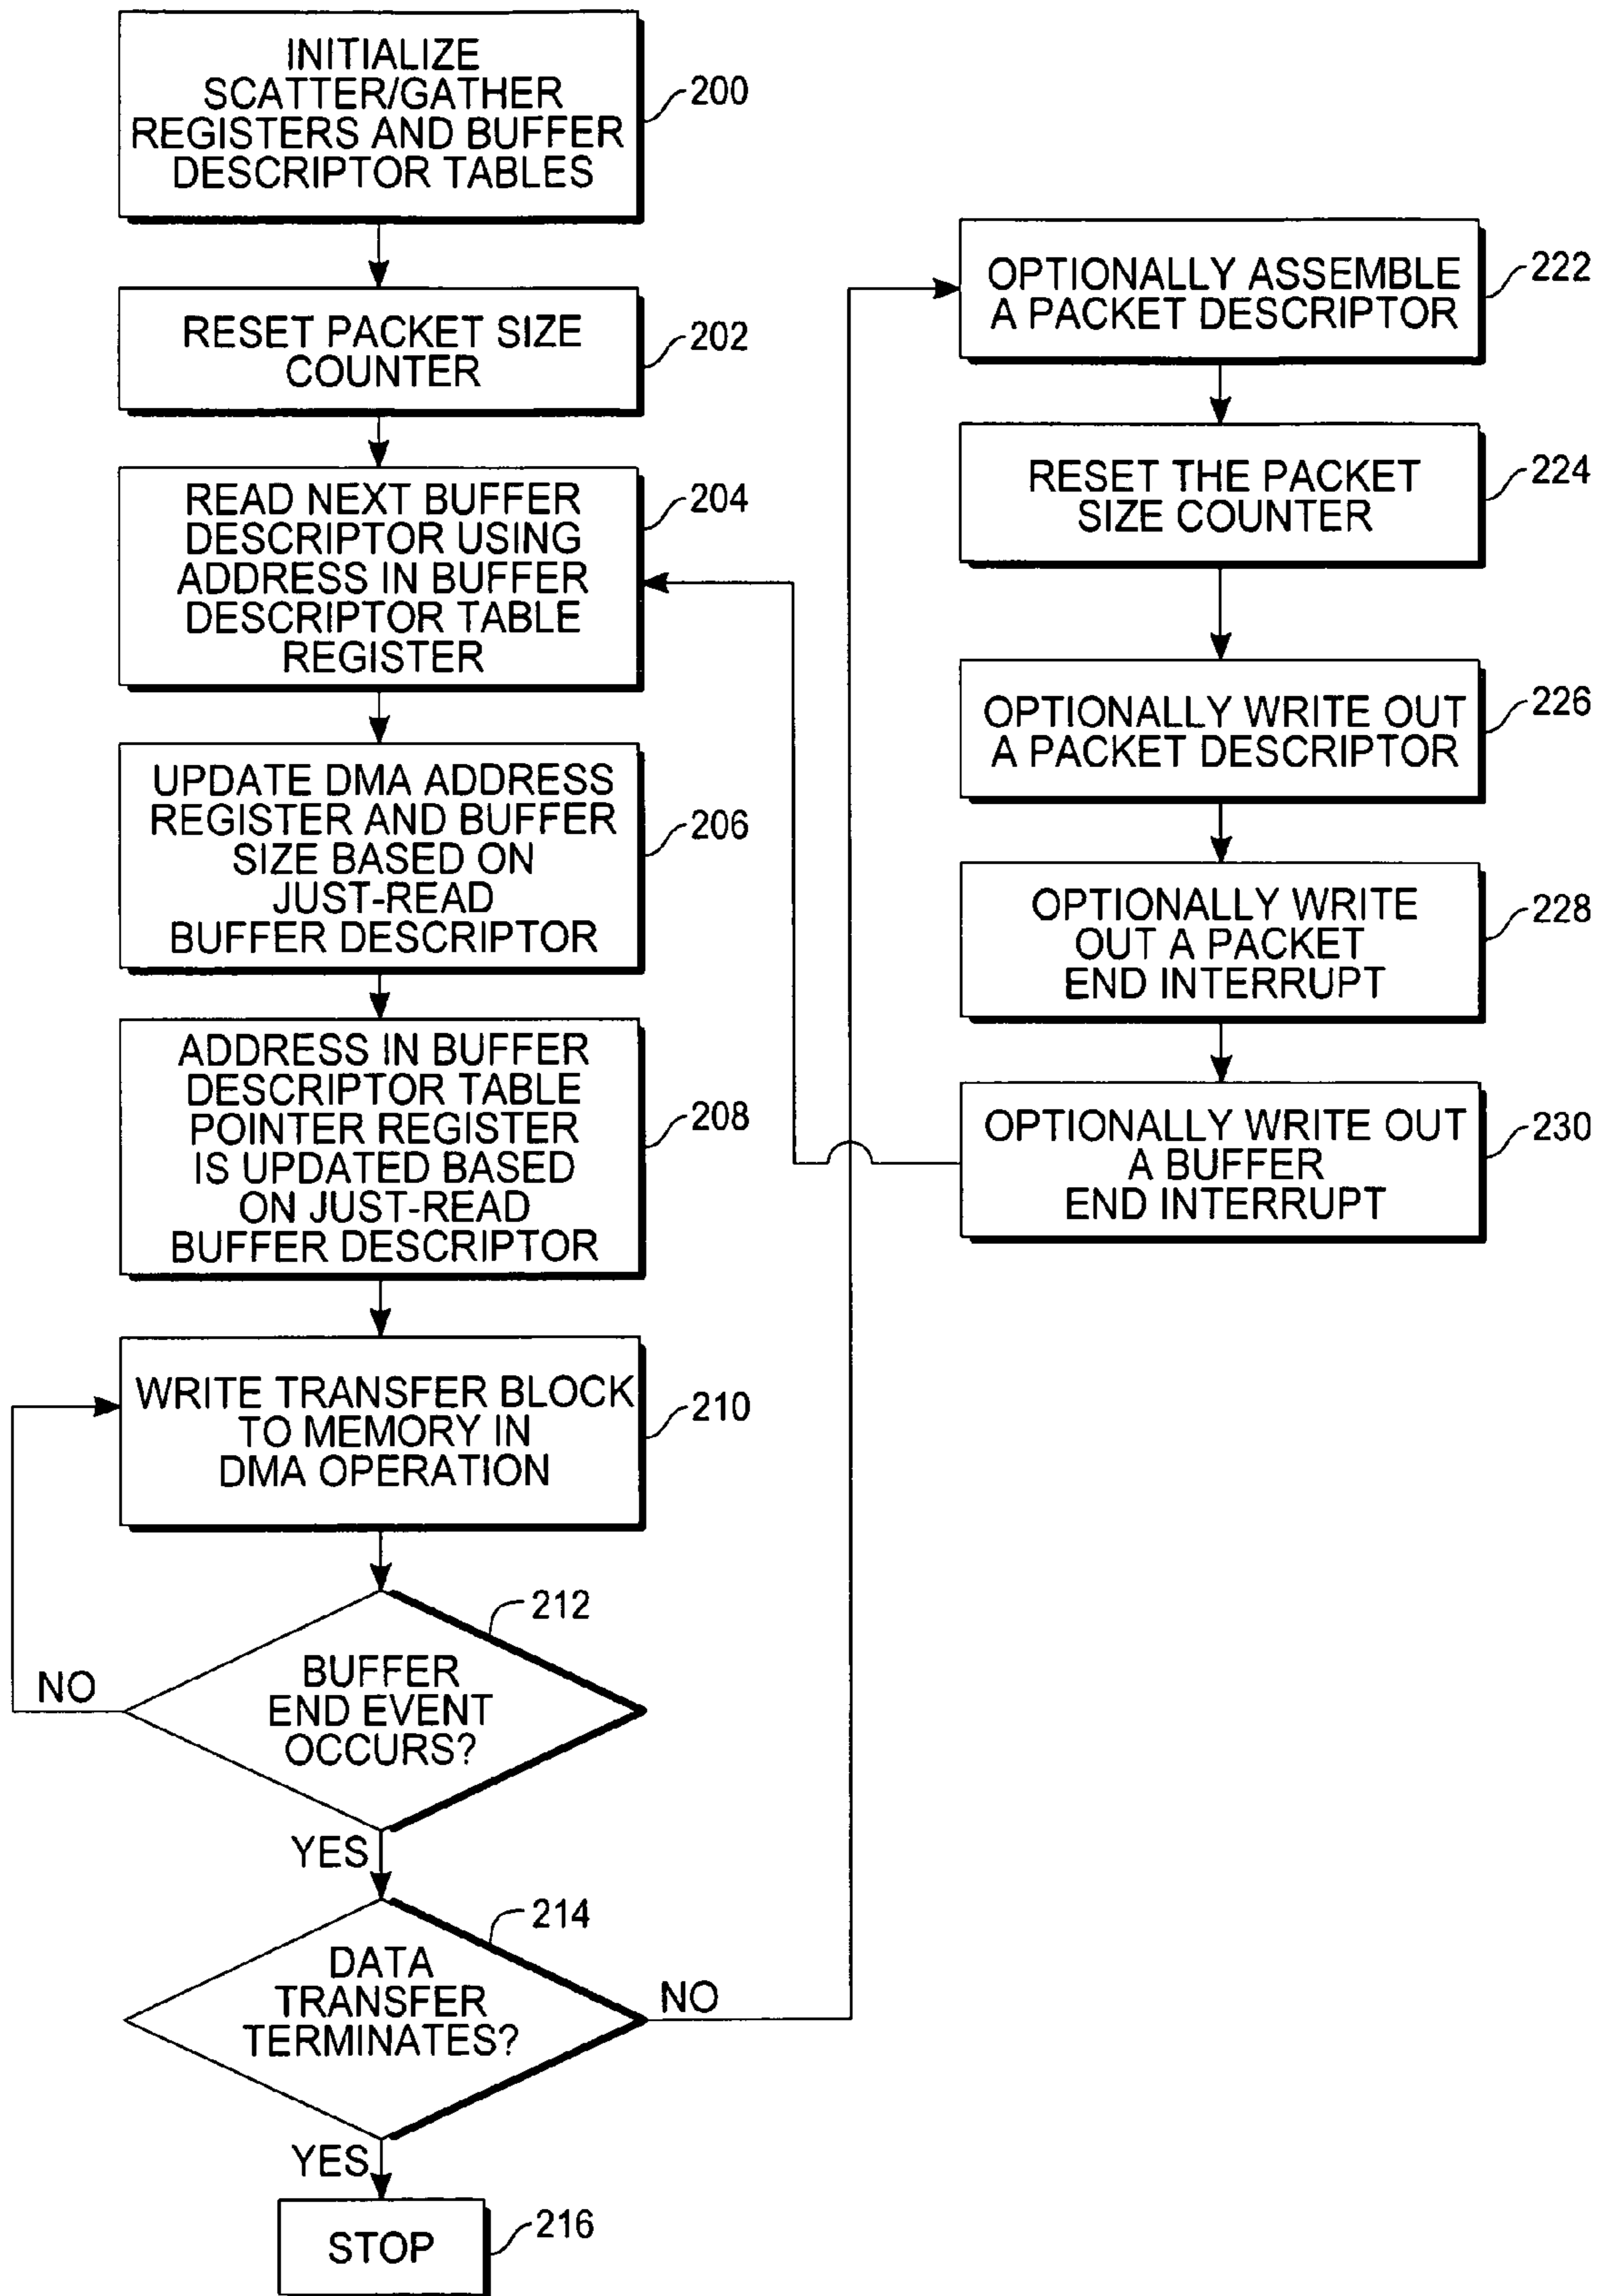 INITIALIZE
SCATTER/GATHER
REGISTERS AND BUFFER
DESCRIPTOR TABLES
200
RESET PACKET SIZE
COUNTER
202
READ NEXT BUFFER
DESCRIPTOR USING
ADDRESS IN BUFFER
DESCRIPTOR TABLE
REGISTER
204
UPDATE DMA ADDRESS
REGISTER AND BUFFER
SIZE BASED ON
JUST-READ
BUFFER DESCRIPTOR
206
ADDRESS IN BUFFER
DESCRIPTOR TABLE
POINTER REGISTER
IS UPDATED BASED
ON JUST-READ
BUFFER DESCRIPTOR
208
WRITE TRANSFER BLOCK
TO MEMORY IN
DMA OPERATION
210
BUFFER
END EVENT
OCCURS?
212
NO
YES
DATA
TRANSFER
TERMINATES?
214
NO
YES
STOP
216
OPTIONALLY ASSEMBLE
A PACKET DESCRIPTOR
222
RESET THE PACKET
SIZE COUNTER
224
OPTIONALLY WRITE OUT
A PACKET DESCRIPTOR
226
OPTIONALLY WRITE
OUT A PACKET
END INTERRUPT
228
OPTIONALLY WRITE OUT
A BUFFER
END INTERRUPT
230